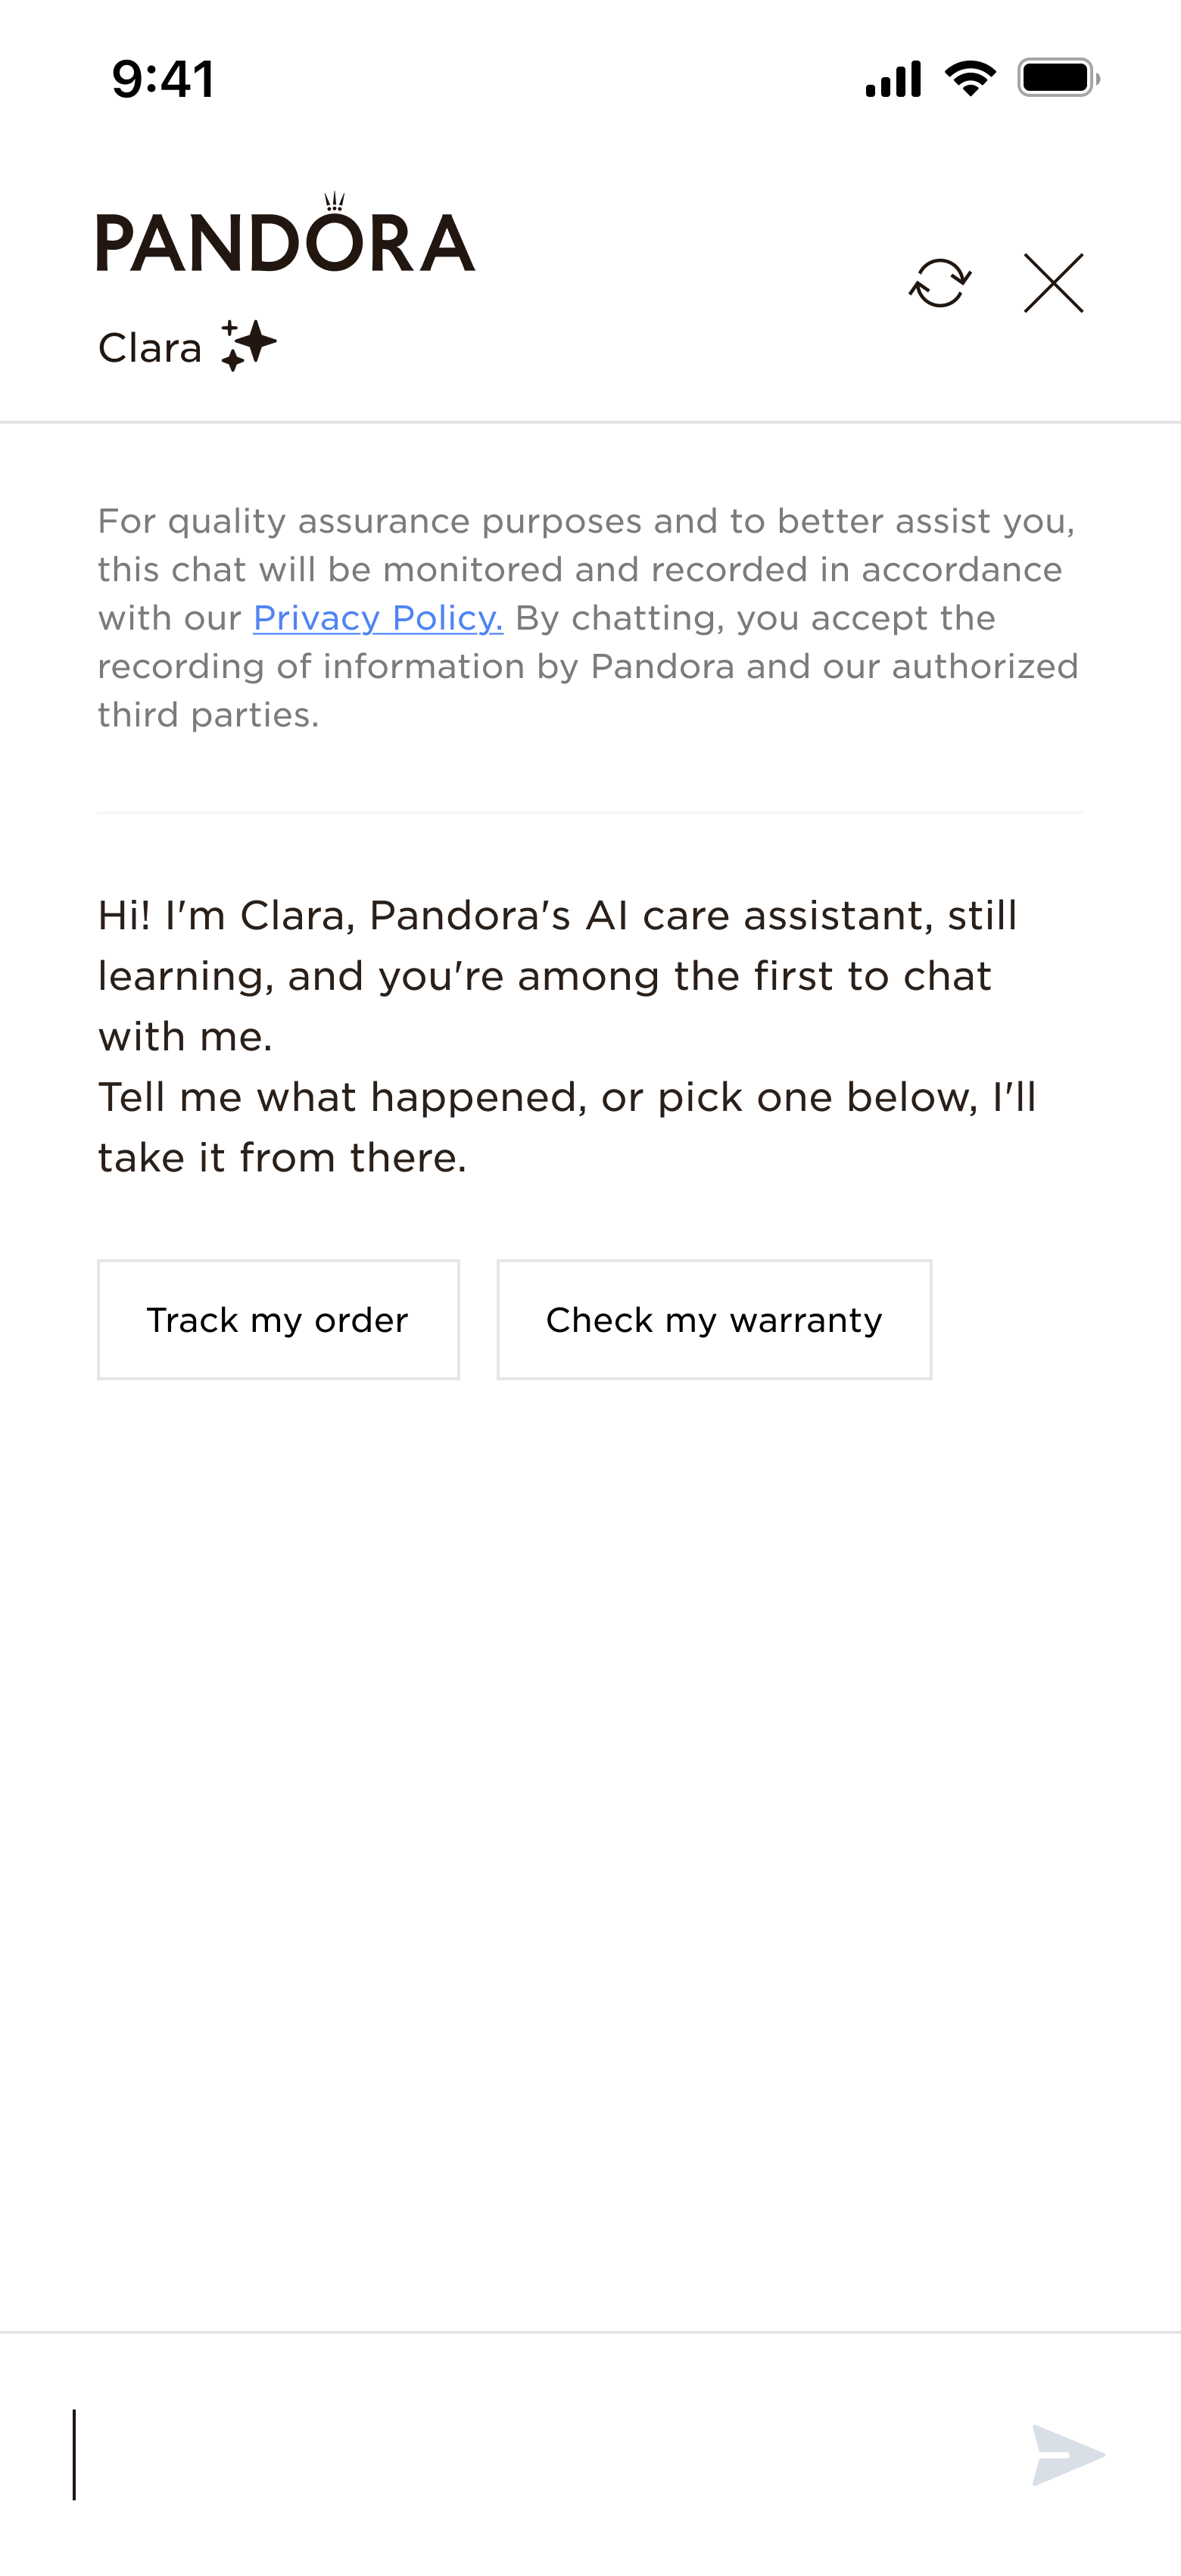 9:41
PANDORA
Clara
For quality assurance purposes and to better assist you,
this chat will be monitored and recorded in accordance
with our Privacy Policy. By chatting, you accept the
recording of information by Pandora and our authorized
third parties.
Hi! I'm Clara, Pandora's AI care assistant, still
learning, and you're among the first to chat
with me.
Tell me what happened, or pick one below, I'll
take it from there.
Track my order
Check my warranty